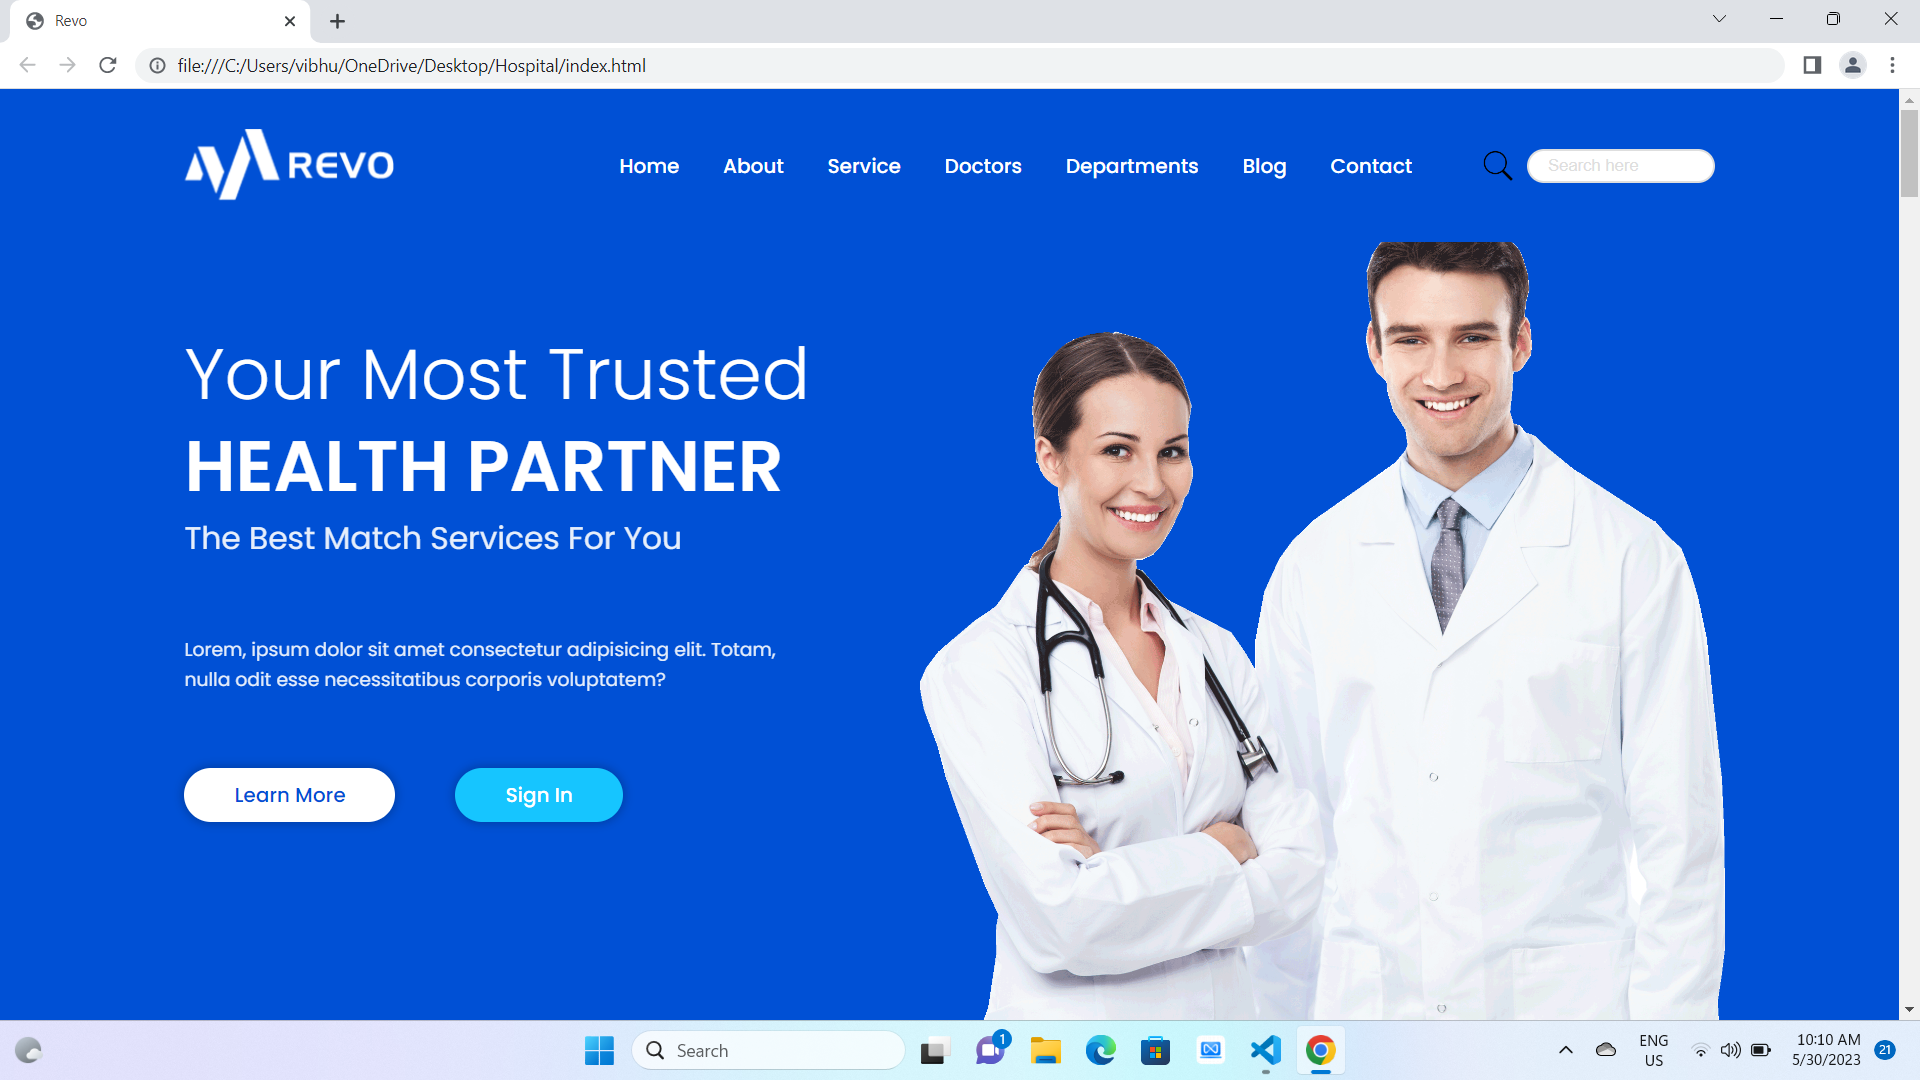 Revo
file:///C:/Users/vibhu/OneDrive/Desktop/Hospital/index.html
REVO
Home About Service Doctors Departments Blog Contact Search here
Your Most Trusted
HEALTH PARTNER
The Best Match Services For You
Lorem, ipsum dolor sit amet consectetur adipisicing elit. Totam,
nulla odit esse necessitatibus corporis voluptatem?
Learn More Sign In
Search
1
ENG
US
10:10 AM
5/30/2023
21